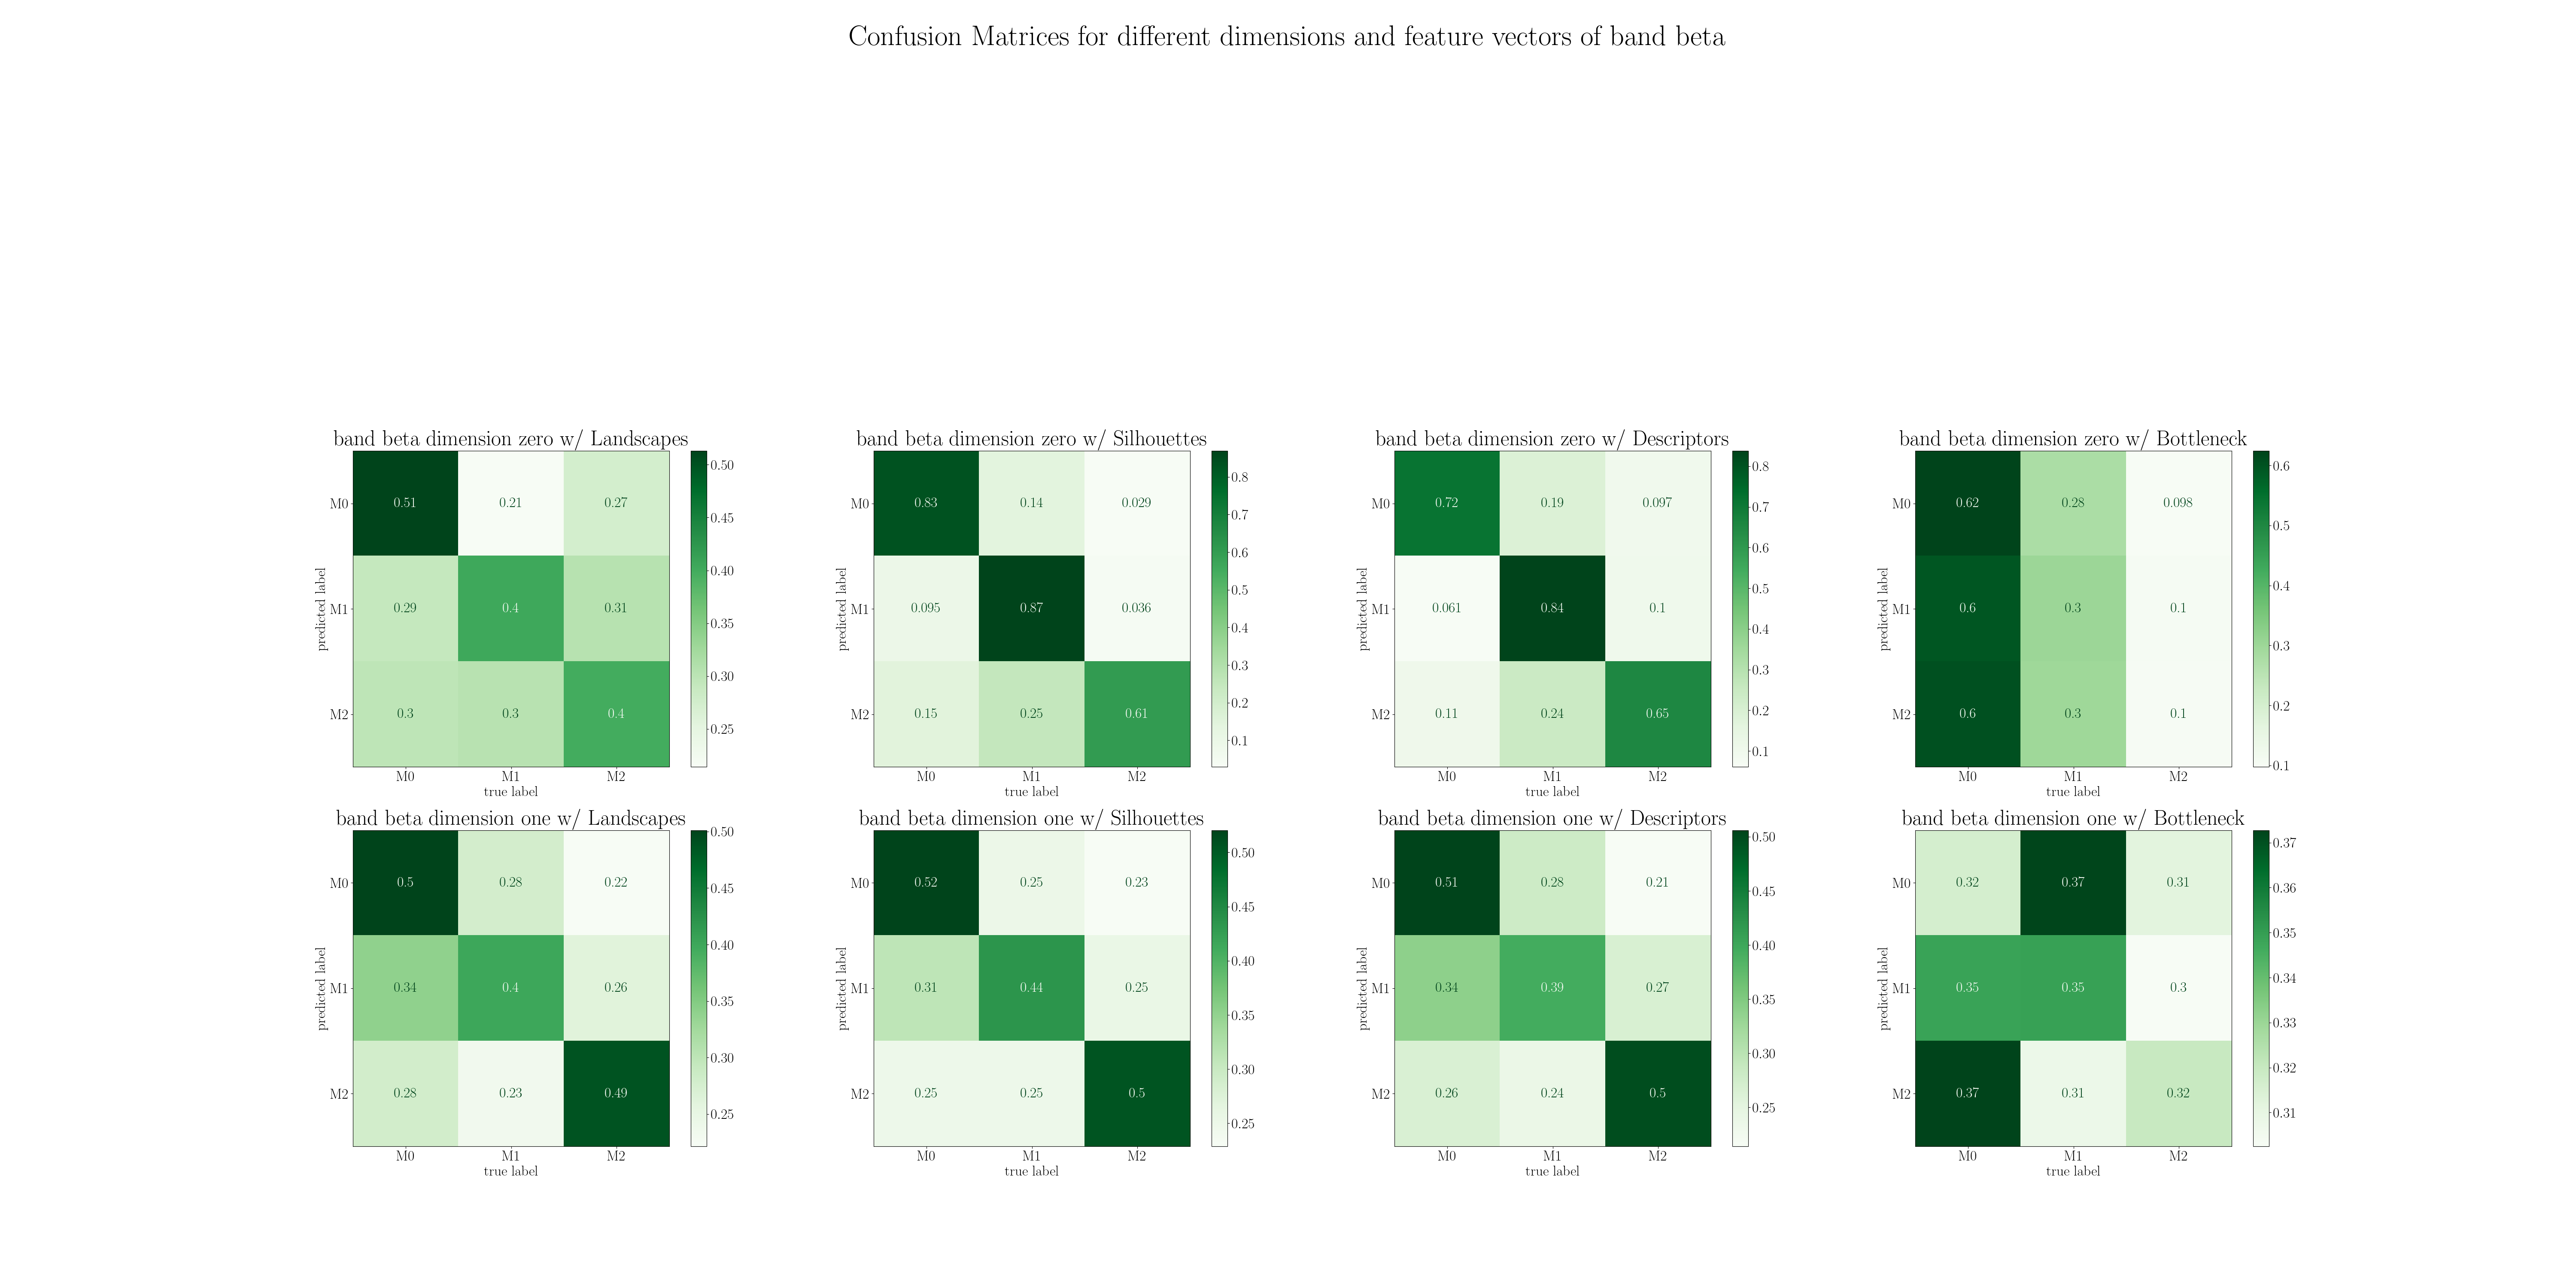 Confusion Matrices for different dimensions and feature vectors of band beta
band beta dimension zero w/ Landscapes
predicted label
M0 0.51 0.21 0.27
M1 0.29 0.4 0.31
M2 0.3 0.3 0.4
M0 M1 M2
true label
0.50
0.45
0.40
0.35
0.30
0.25
band beta dimension zero w/ Silhouettes
predicted label
M0 0.83 0.14 0.029
M1 0.095 0.87 0.036
M2 0.15 0.25 0.61
M0 M1 M2
true label
0.8
0.7
0.6
0.5
0.4
0.3
0.2
0.1
band beta dimension zero w/ Descriptors
predicted label
M0 0.72 0.19 0.097
M1 0.061 0.84 0.1
M2 0.11 0.24 0.65
M0 M1 M2
true label
0.8
0.7
0.6
0.5
0.4
0.3
0.2
0.1
band beta dimension zero w/ Bottleneck
predicted label
M0 0.62 0.28 0.098
M1 0.6 0.3 0.1
M2 0.6 0.3 0.1
M0 M1 M2
true label
0.6
0.5
0.4
0.3
0.2
0.1
band beta dimension one w/ Landscapes
predicted label
M0 0.5 0.28 0.22
M1 0.34 0.4 0.26
M2 0.28 0.23 0.49
M0 M1 M2
true label
0.50
0.45
0.40
0.35
0.30
0.25
band beta dimension one w/ Silhouettes
predicted label
M0 0.52 0.25 0.23
M1 0.31 0.44 0.25
M2 0.25 0.25 0.5
M0 M1 M2
true label
0.50
0.45
0.40
0.35
0.30
0.25
band beta dimension one w/ Descriptors
predicted label
M0 0.51 0.28 0.21
M1 0.34 0.39 0.27
M2 0.26 0.24 0.5
M0 M1 M2
true label
0.50
0.45
0.40
0.35
0.30
0.25
band beta dimension one w/ Bottleneck
predicted label
M0 0.32 0.37 0.31
M1 0.35 0.35 0.3
M2 0.37 0.31 0.32
M0 M1 M2
true label
0.37
0.36
0.35
0.34
0.33
0.32
0.31